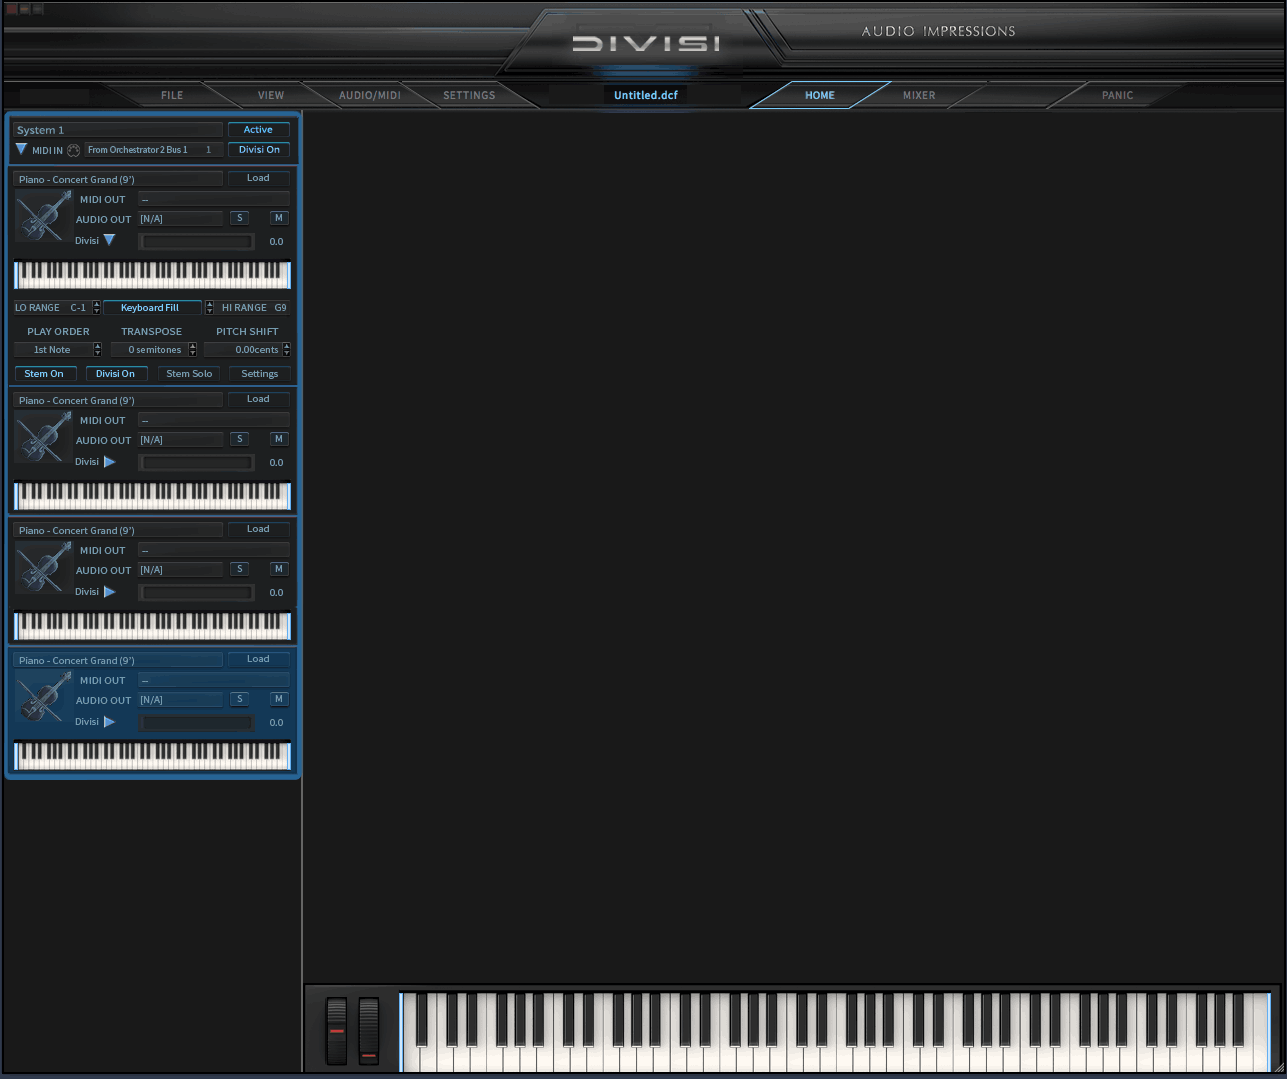 DIVISI
AUDIO IMPRESSIONS
FILE VIEW AUDIO/MIDI SETTINGS Untitled.dcf HOME MIXER PANIC
System 1 Active
MIDI IN From Orchestrator 2 Bus 1 1 Divisi On
Piano - Concert Grand (9') Load
MIDI OUT --
AUDIO OUT [N/A] S M
Divisi 0.0
LO RANGE C-1 Keyboard Fill HI RANGE G9
PLAY ORDER TRANSPOSE PITCH SHIFT
1st Note 0 semitones 0.00cents
Stem On Divisi On Stem Solo Settings
Piano - Concert Grand (9') Load
MIDI OUT --
AUDIO OUT [N/A] S M
Divisi 0.0
Piano - Concert Grand (9') Load
MIDI OUT --
AUDIO OUT [N/A] S M
Divisi 0.0
Piano - Concert Grand (9') Load
MIDI OUT --
AUDIO OUT [N/A] S M
Divisi 0.0